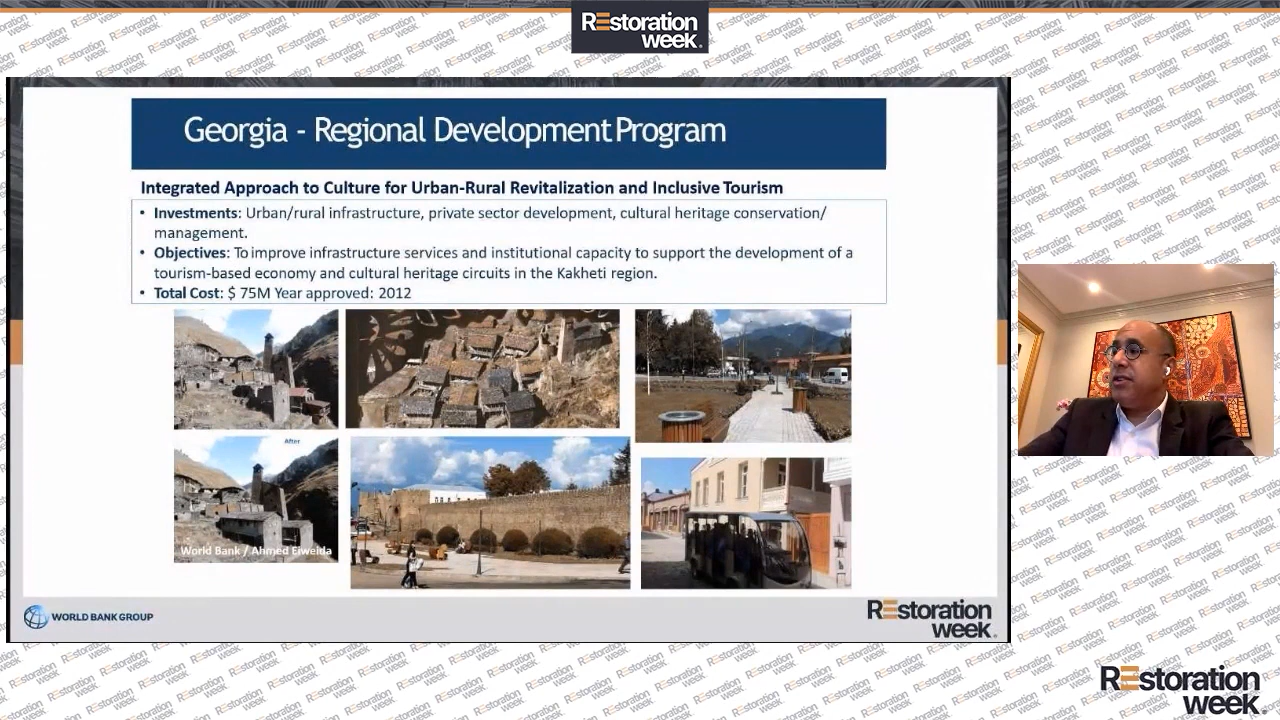 REstoration
week.
Georgia - Regional Development Program
Integrated Approach to Culture for Urban-Rural Revitalization and Inclusive Tourism
• Investments: Urban/rural infrastructure, private sector development, cultural heritage conservation/
management.
• Objectives: To improve infrastructure services and institutional capacity to support the development of a
tourism-based economy and cultural heritage circuits in the Kakheti region.
• Total Cost: $ 75M Year approved: 2012
After
World Bank / Ahmed Eiweida
WORLD BANK GROUP
REstoration
week.
REstoration
week.